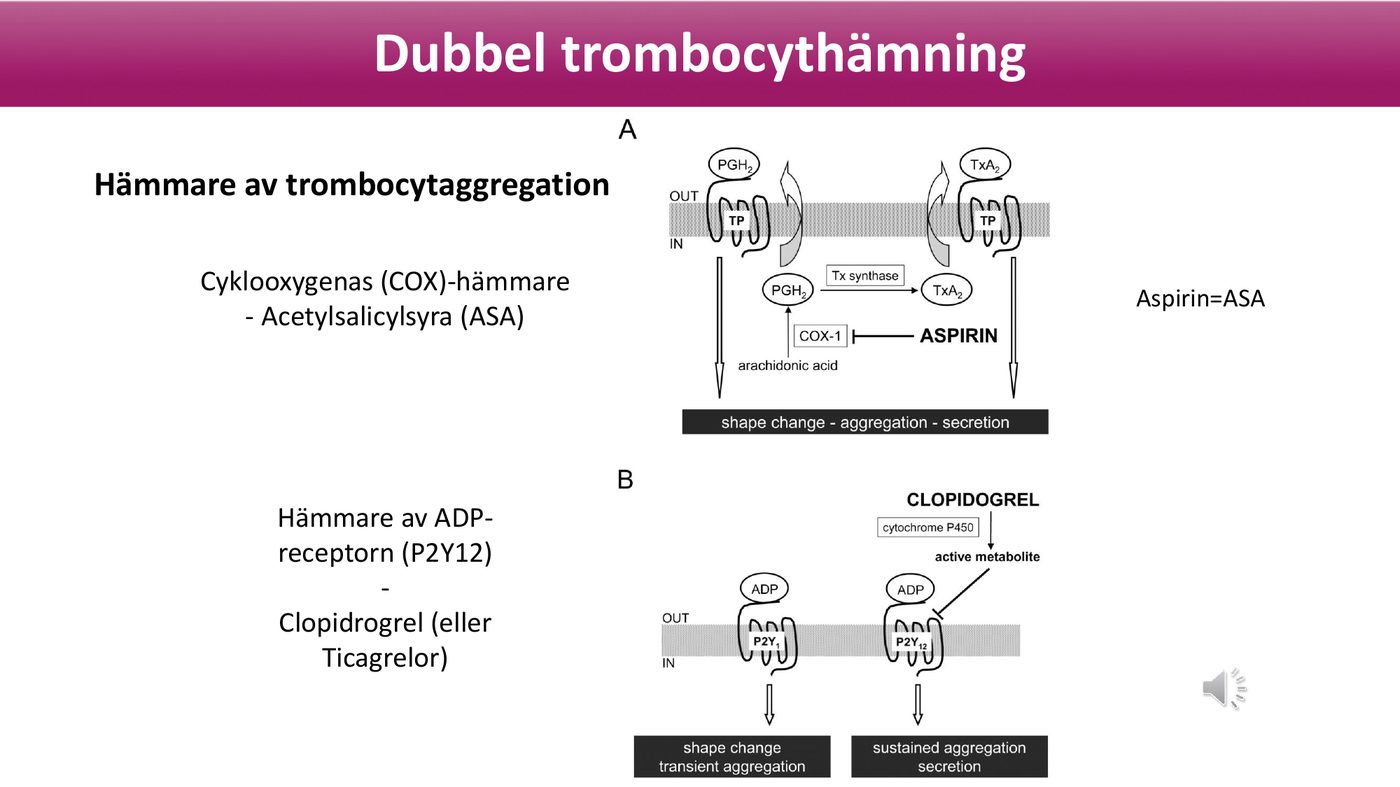 Dubbel trombocythämning
Hämmare av trombocytaggregation
Cyklooxygenas (COX)-hämmare
- Acetylsalicylsyra (ASA)
A
PGH2
TxA2
OUT
TP
TP
IN
Tx synthase
PGH2
TxA2
COX-1
ASPIRIN
arachidonic acid
shape change - aggregation - secretion
Aspirin=ASA
Hämmare av ADP-
receptorn (P2Y12)
-
Clopidrogrel (eller
Ticagrelor)
B
CLOPIDOGREL
cytochrome P450
active metabolite
ADP
ADP
OUT
P2Y1
P2Y12
IN
shape change
transient aggregation
sustained aggregation
secretion